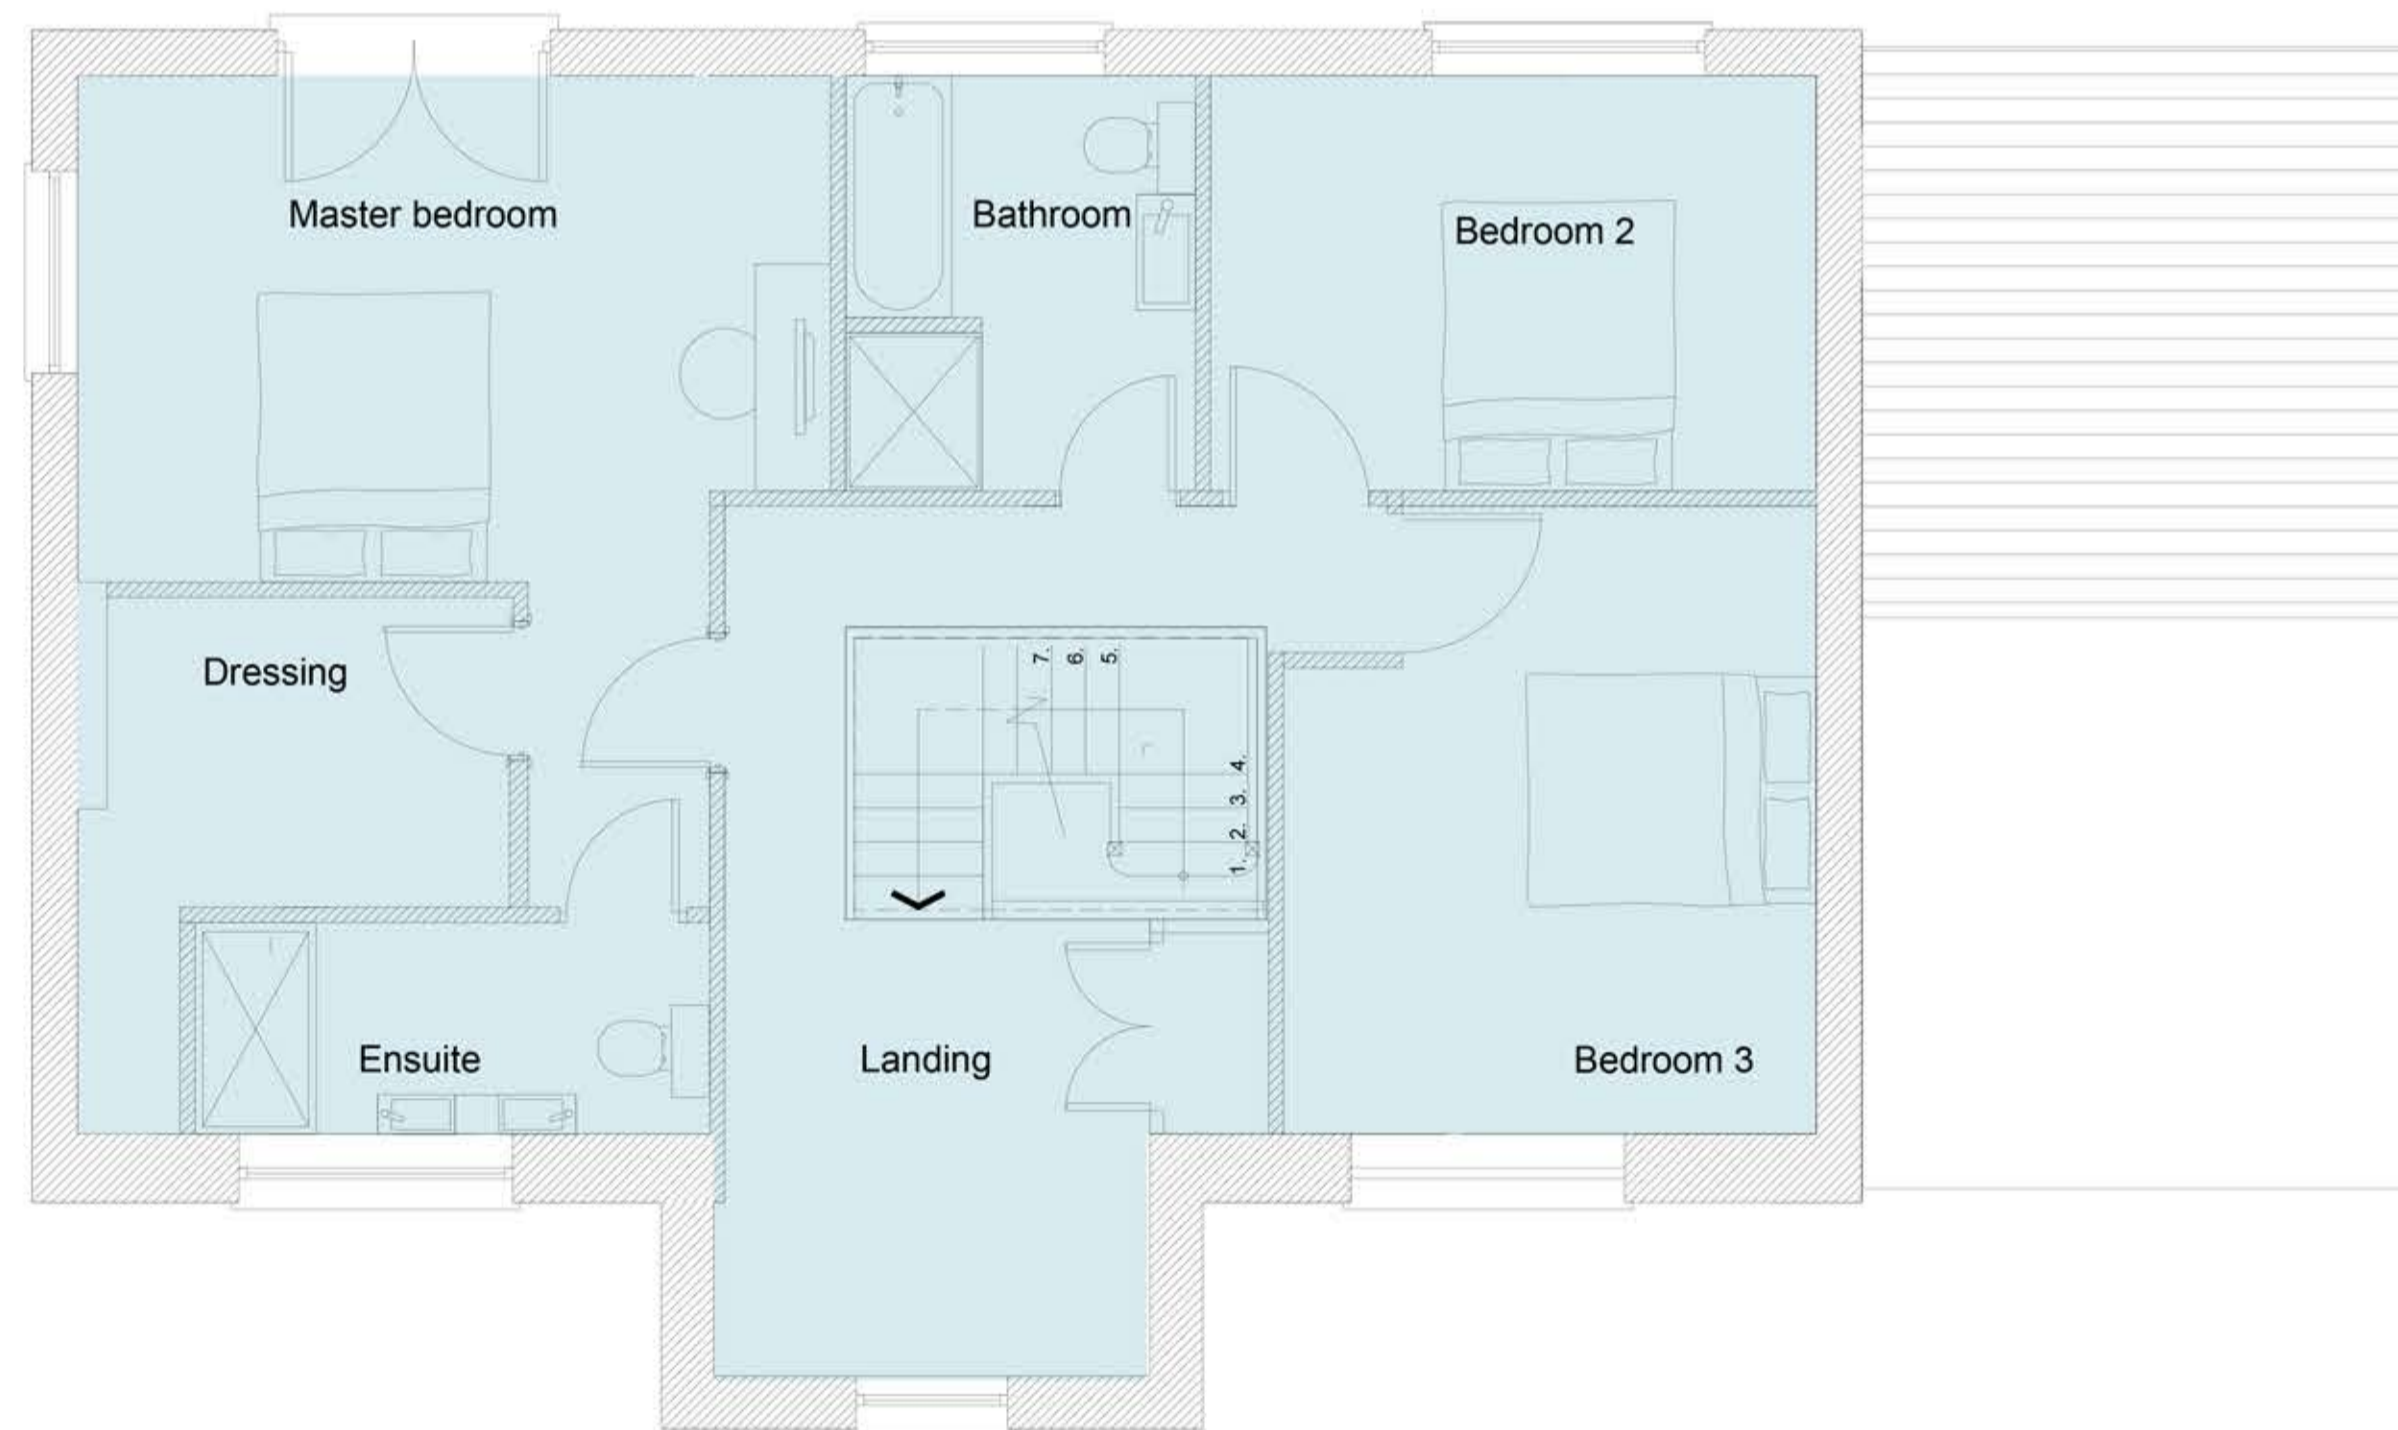 Master bedroom
Bathroom
Bedroom 2
Dressing
7.
6.
5.
4.
3.
2.
1.
Ensuite
Landing
Bedroom 3